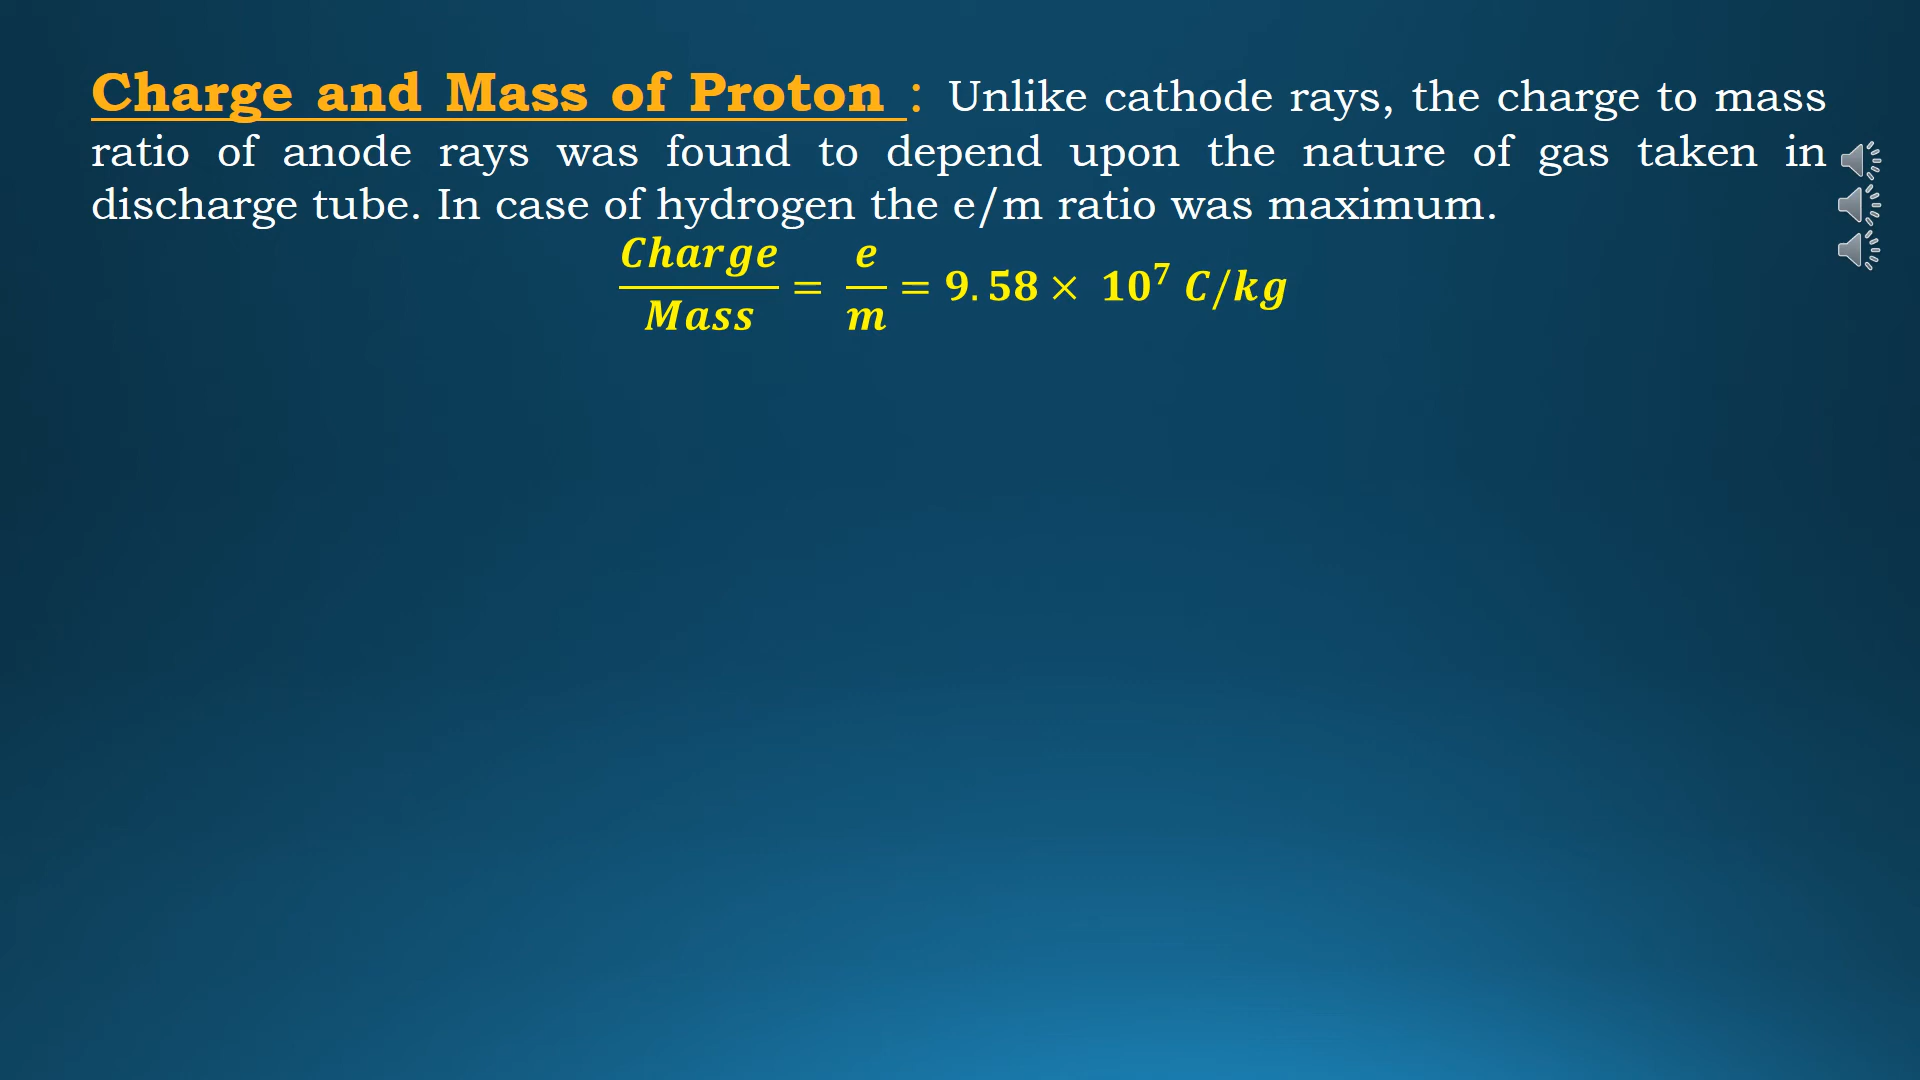 Charge and Mass of Proton : Unlike cathode rays, the charge to mass
ratio of anode rays was found to depend upon the nature of gas taken in
discharge tube. In case of hydrogen the e/m ratio was maximum.
Charge/Mass = e/m = 9.58 × 10⁷ C/kg